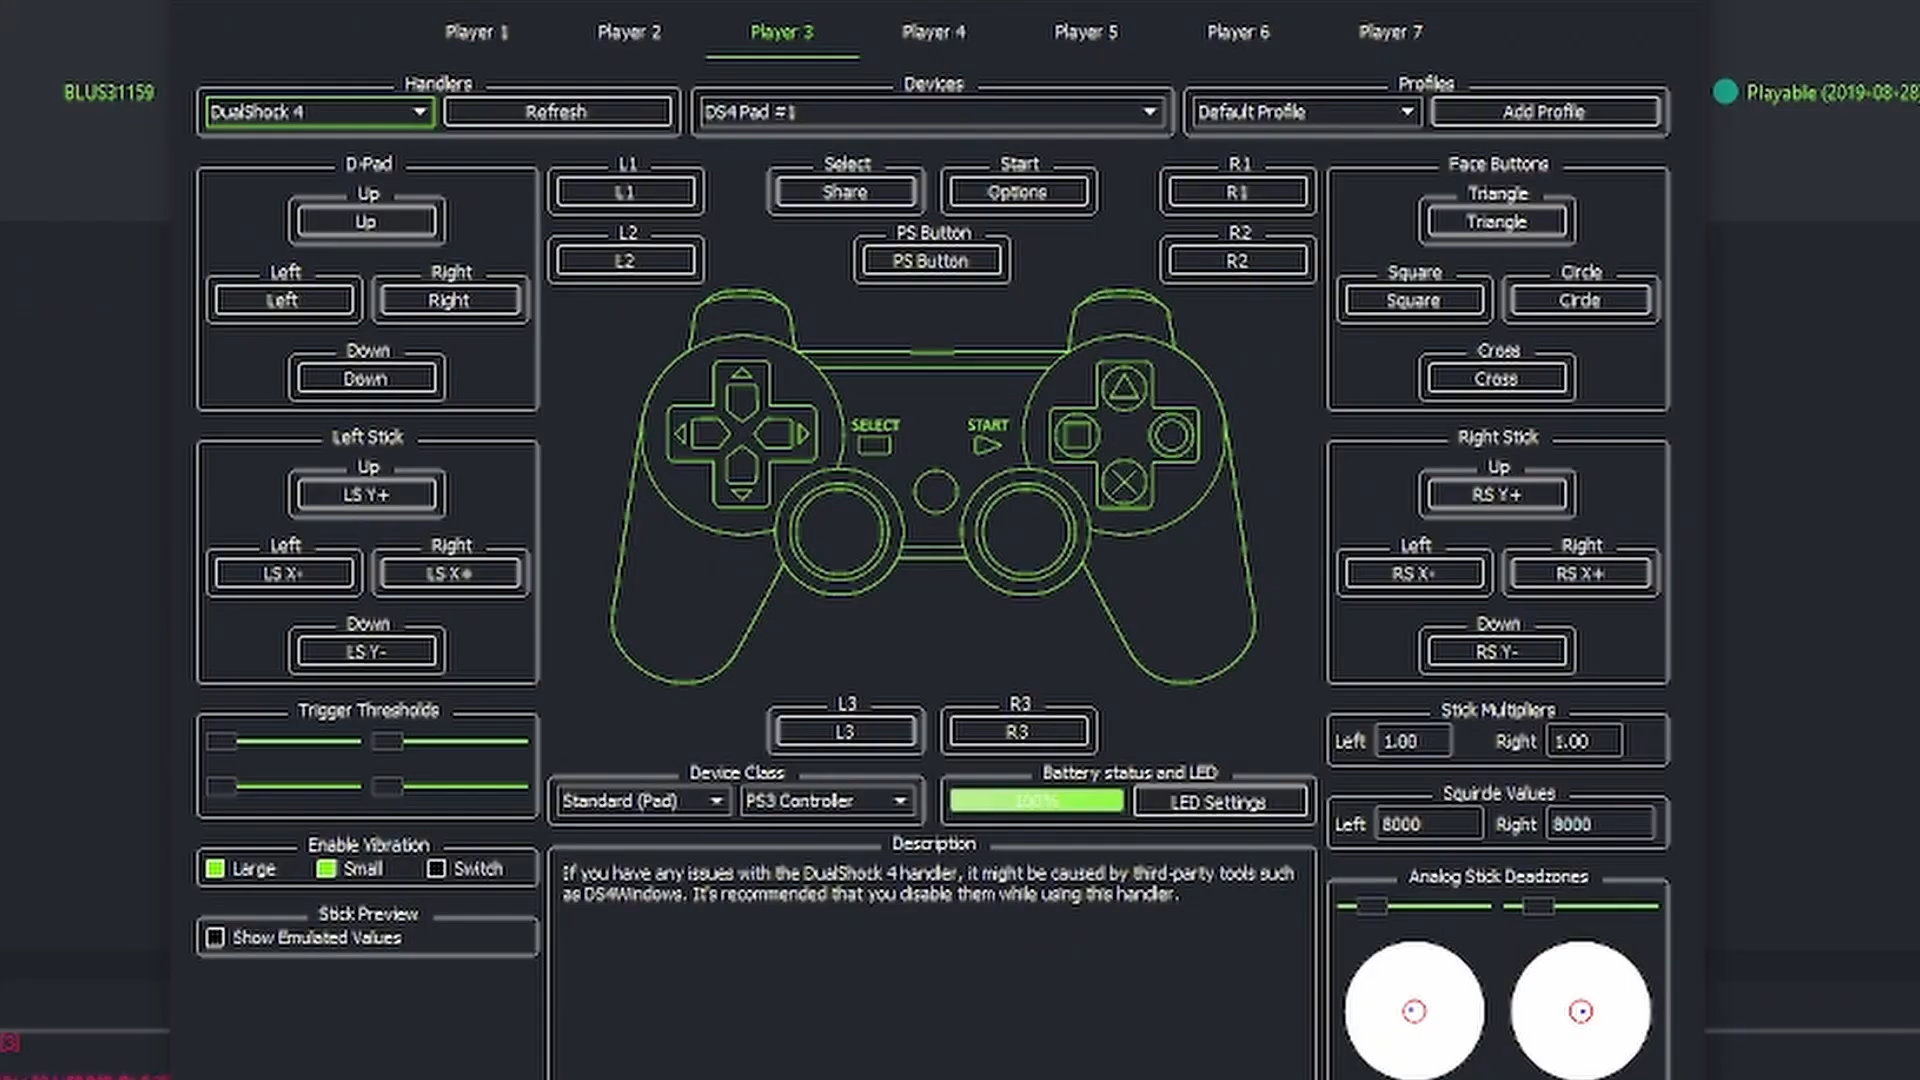 Player 1
Player 2
Player 3
Player 4
Player 5
Player 6
Player 7
BLUS31159
Playable (2019-08-28
Handlers
DualShock 4
Refresh
Devices
DS4 Pad #1
Profiles
Default Profile
Add Profile
D-Pad
Up
Up
Left
Left
Right
Right
Down
Down
L1
L1
L2
L2
Select
Share
Start
Options
PS Button
PS Button
R1
R1
R2
R2
Face Buttons
Triangle
Triangle
Square
Square
Circle
Circle
Cross
Cross
SELECT
START
Left Stick
Up
LS Y+
Left
LS X-
Right
LS X+
Down
LS Y-
Right Stick
Up
RS Y+
Left
RS X-
Right
RS X+
Down
RS Y-
Trigger Thresholds
L3
L3
R3
R3
Stick Multipliers
Left 1.00
Right 1.00
Device Class
Standard (Pad)
PS3 Controller
Battery status and LED
100%
LED Settings
Squircle Values
Left 8000
Right 8000
Enable Vibration
Large
Small
Switch
Stick Preview
Show Emulated Values
Description
If you have any issues with the DualShock 4 handler, it might be caused by third-party tools such
as DS4Windows. It's recommended that you disable them while using this handler.
Analog Stick Deadzones
[3]